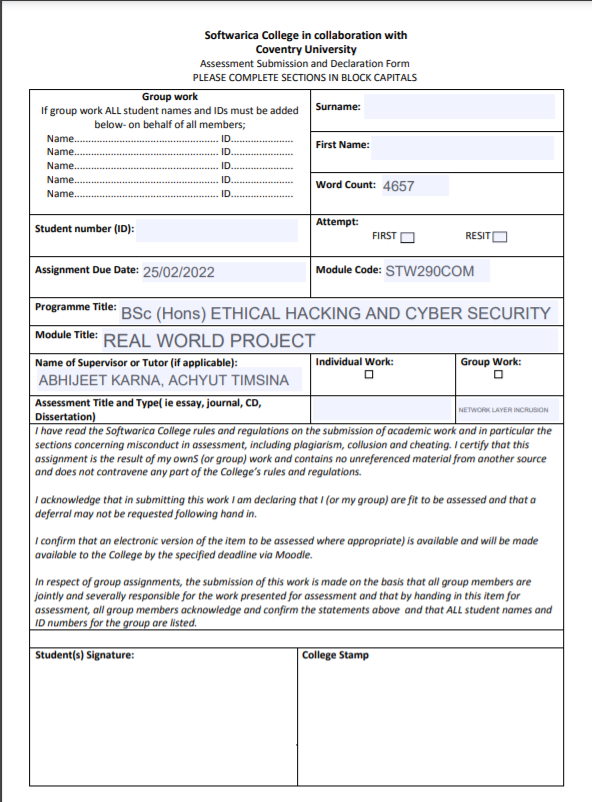 Softwarica College in collaboration with
Coventry University
Assessment Submission and Declaration Form
PLEASE COMPLETE SECTIONS IN BLOCK CAPITALS
Group work
If group work ALL student names and IDs must be added
below- on behalf of all members;
Name................................................... ID......................
Name................................................... ID......................
Name................................................... ID......................
Name................................................... ID......................
Name................................................... ID......................
Surname:
First Name:
Word Count: 4657
Student number (ID):
Attempt:
FIRST RESIT
Assignment Due Date: 25/02/2022
Module Code: STW290COM
Programme Title: BSc (Hons) ETHICAL HACKING AND CYBER SECURITY
Module Title: REAL WORLD PROJECT
Name of Supervisor or Tutor (if applicable):
ABHIJEET KARNA, ACHYUT TIMSINA
Individual Work:
Group Work:
Assessment Title and Type( ie essay, journal, CD,
Dissertation)
NETWORK LAYER INCRUSION
I have read the Softwarica College rules and regulations on the submission of academic work and in particular the
sections concerning misconduct in assessment, including plagiarism, collusion and cheating. I certify that this
assignment is the result of my ownS (or group) work and contains no unreferenced material from another source
and does not contravene any part of the College's rules and regulations.
I acknowledge that in submitting this work I am declaring that I (or my group) are fit to be assessed and that a
deferral may not be requested following hand in.
I confirm that an electronic version of the item to be assessed where appropriate) is available and will be made
available to the College by the specified deadline via Moodle.
In respect of group assignments, the submission of this work is made on the basis that all group members are
jointly and severally responsible for the work presented for assessment and that by handing in this item for
assessment, all group members acknowledge and confirm the statements above and that ALL student names and
ID numbers for the group are listed.
Student(s) Signature:
College Stamp